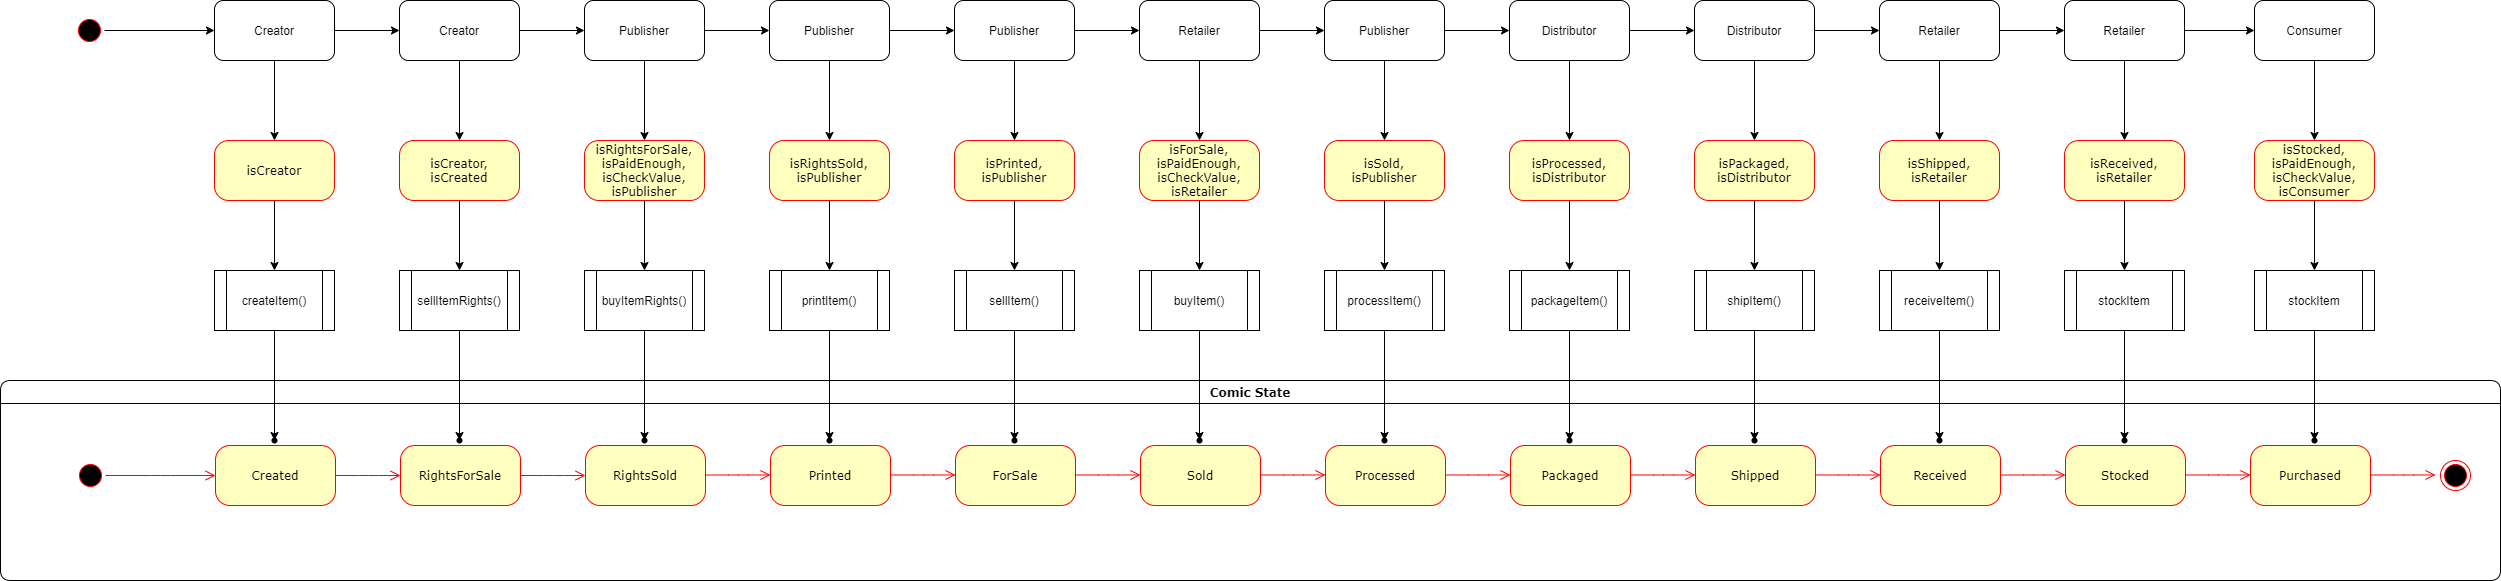 Creator
Creator
Publisher
Publisher
Publisher
Retailer
Publisher
Distributor
Distributor
Retailer
Retailer
Consumer
isCreator
isCreator,
isCreated
isRightsForSale,
isPaidEnough,
isCheckValue,
isPublisher
isRightsSold,
isPublisher
isPrinted,
isPublisher
isForSale,
isPaidEnough,
isCheckValue,
isRetailer
isSold,
isPublisher
isProcessed,
isDistributor
isPackaged,
isDistributor
isShipped,
isRetailer
isReceived,
isRetailer
isStocked,
isPaidEnough,
isCheckValue,
isConsumer
createItem()
sellItemRights()
buyItemRights()
printItem()
sellItem()
buyItem()
processItem()
packageItem()
shipItem()
receiveItem()
stockItem
stockItem
Comic State
Created
RightsForSale
RightsSold
Printed
ForSale
Sold
Processed
Packaged
Shipped
Received
Stocked
Purchased